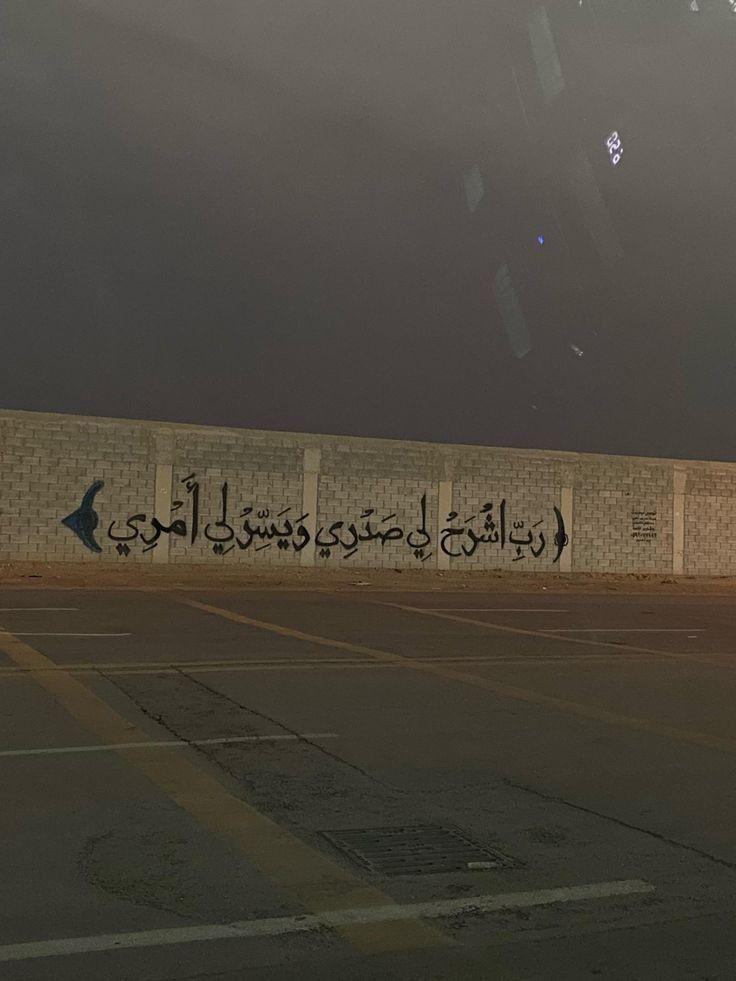 ﴿ رَبِّ اشْرَحْ لِي صَدْرِي وَيَسِّرْ لِي أَمْرِي ﴾